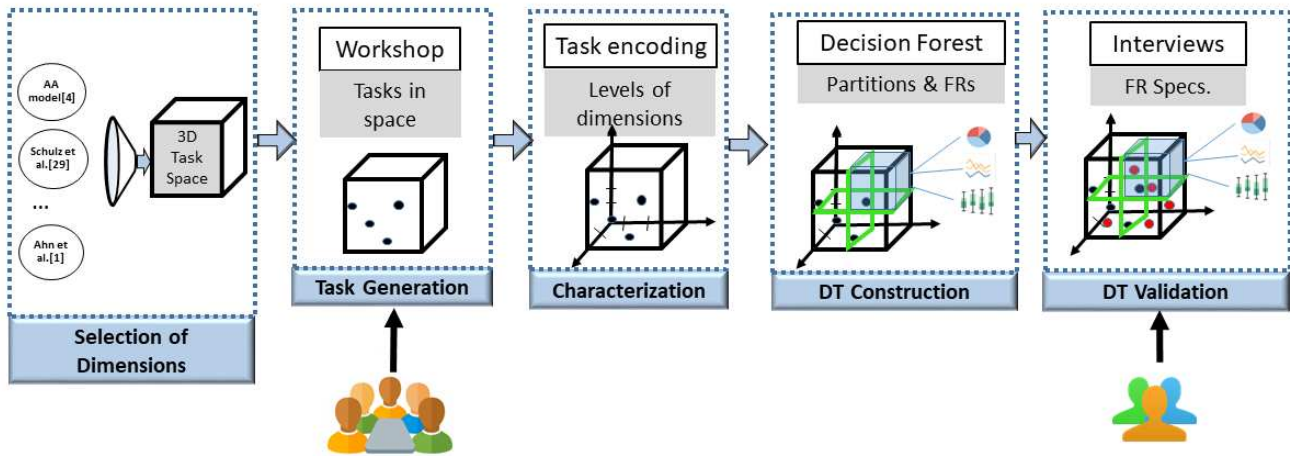 AA
model[4]
Schulz et
al.[29]
...
Ahn et
al.[1]
3D
Task
Space
Selection of
Dimensions
Workshop
Tasks in
space
Task Generation
Task encoding
Levels of
dimensions
Characterization
Decision Forest
Partitions & FRs
DT Construction
Interviews
FR Specs.
DT Validation